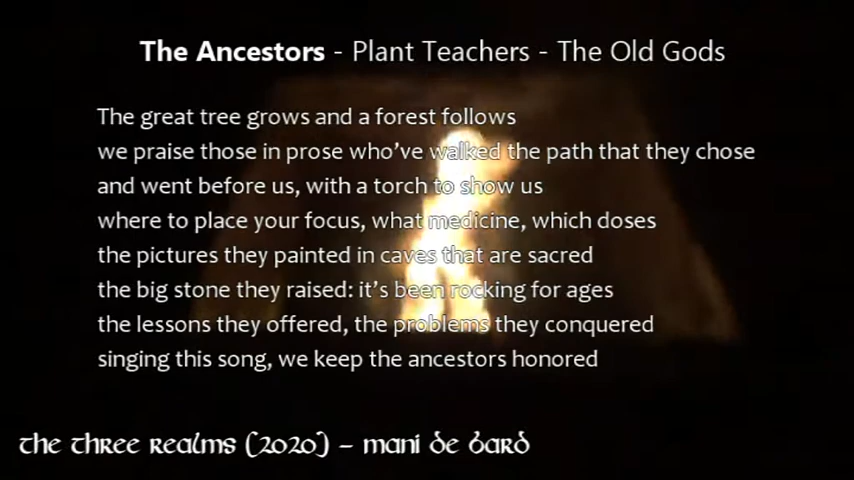 The Ancestors - Plant Teachers - The Old Gods
The great tree grows and a forest follows
we praise those in prose who’ve walked the path that they chose
and went before us, with a torch to show us
where to place your focus, what medicine, which doses
the pictures they painted in caves that are sacred
the big stone they raised: it’s been rocking for ages
the lessons they offered, the problems they conquered
singing this song, we keep the ancestors honored
the three realms (2020) – mani de bard